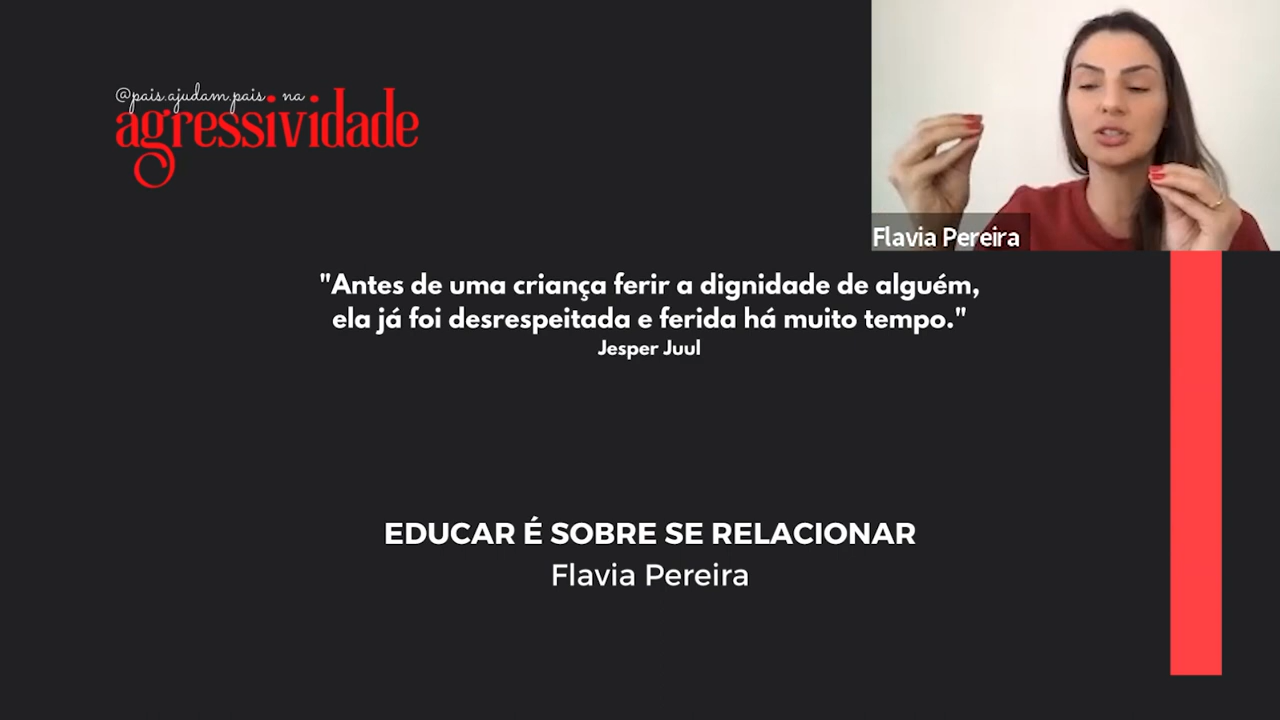 @pais.ajudam.pais na
agressividade
Flavia Pereira
"Antes de uma criança ferir a dignidade de alguém,
ela já foi desrespeitada e ferida há muito tempo."
Jesper Juul
EDUCAR É SOBRE SE RELACIONAR
Flavia Pereira